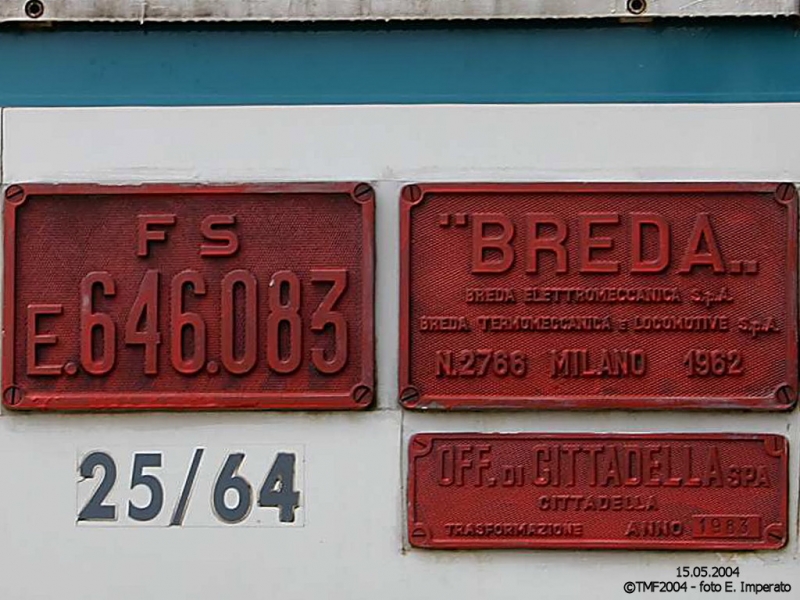 FS
E.646.083
"BREDA"
BREDA ELETTROMECCANICA S.p.A.
BREDA TERMOMECCANICA e LOCOMOTIVE S.p.A.
N.2766 MILANO 1962
25/64
OFF. DI CITTADELLA SPA
CITTADELLA
TRASFORMAZIONE ANNO 1983
15.05.2004
©TMF2004 - foto E. Imperato